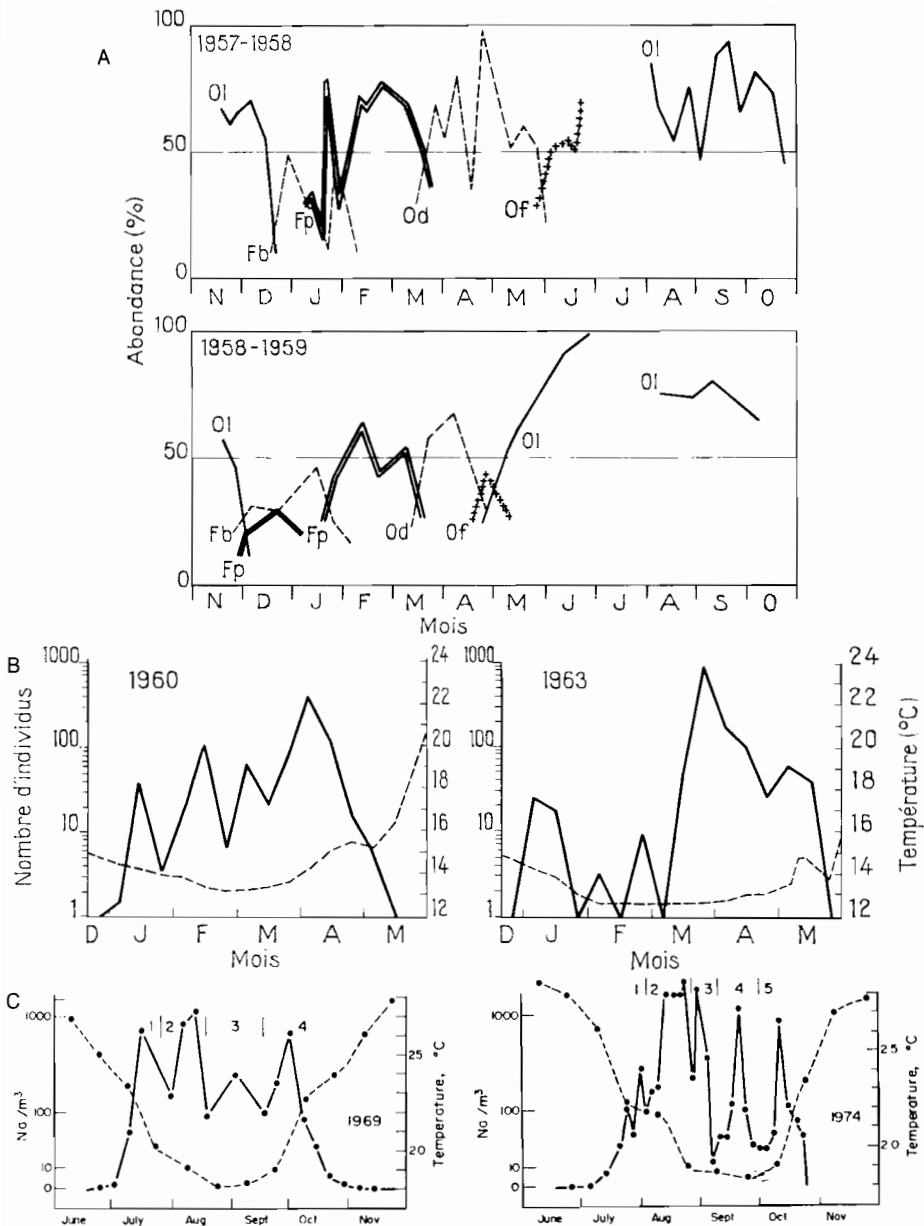 A
Abondance (%)
100
50
0
1957-1958
Ol
Fb
Fp
Od
Of
Ol
N D J F M A M J J A S O
100
50
0
1958-1959
Ol
Fb
Fp
Fp
Od
Of
Ol
Ol
N D J F M A M J J A S O
Mois
B
Nombre d'individus
1000
100
10
1
1960
24
22
20
18
16
14
12
D J F M A M
Mois
1000
100
10
1
1963
24
22
20
18
16
14
12
Température (°C)
D J F M A M
Mois
C
No/m³
1000
100
10
0
1 2 3 4
1969
25
20
Temperature, °C
June July Aug Sept Oct Nov
No/m³
1000
100
10
0
1 2 3 4 5
1974
25
20
Temperature, °C
June July Aug Sept Oct Nov